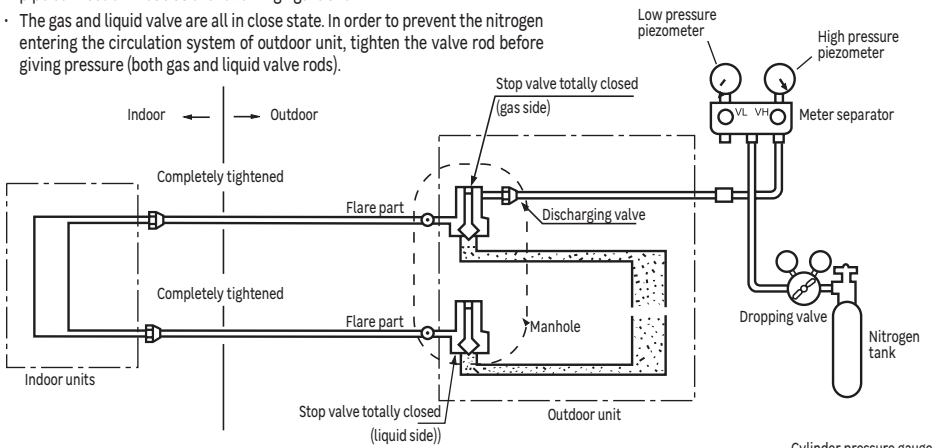 · The gas and liquid valve are all in close state. In order to prevent the nitrogen
entering the circulation system of outdoor unit, tighten the valve rod before
giving pressure (both gas and liquid valve rods).
Low pressure
piezometer
High pressure
piezometer
Stop valve totally closed
(gas side)
Indoor
Outdoor
VL
VH
Meter separator
Completely tightened
Flare part
Discharging valve
Completely tightened
Flare part
Manhole
Dropping valve
Nitrogen
tank
Indoor units
Stop valve totally closed
(liquid side))
Outdoor unit
Cylinder pressure gauge